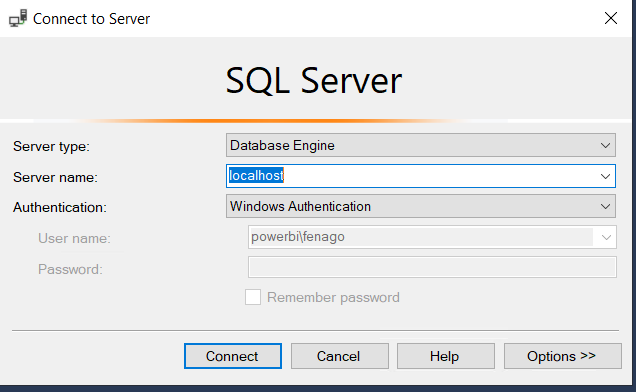 Connect to Server
SQL Server
Server type: Database Engine
Server name: localhost
Authentication: Windows Authentication
User name: powerbi\fenago
Password:
Remember password
Connect Cancel Help Options >>